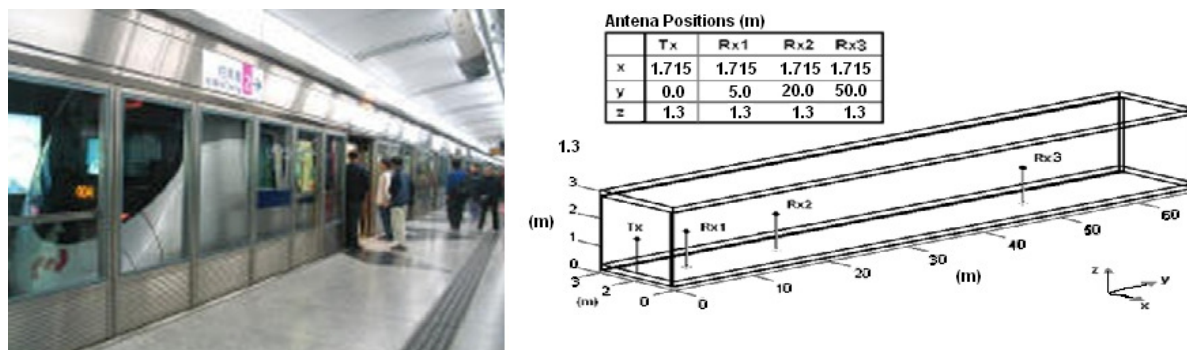 Antena Positions (m)
Tx Rx1 Rx2 Rx3
x 1.715 1.715 1.715 1.715
y 0.0 5.0 20.0 50.0
z 1.3 1.3 1.3 1.3
1.3
3
2
(m)
1
0
3
(m)
2
0
Tx
Rx1
Rx2
Rx3
0
10
20
30
40
50
60
(m)
z
y
x
2